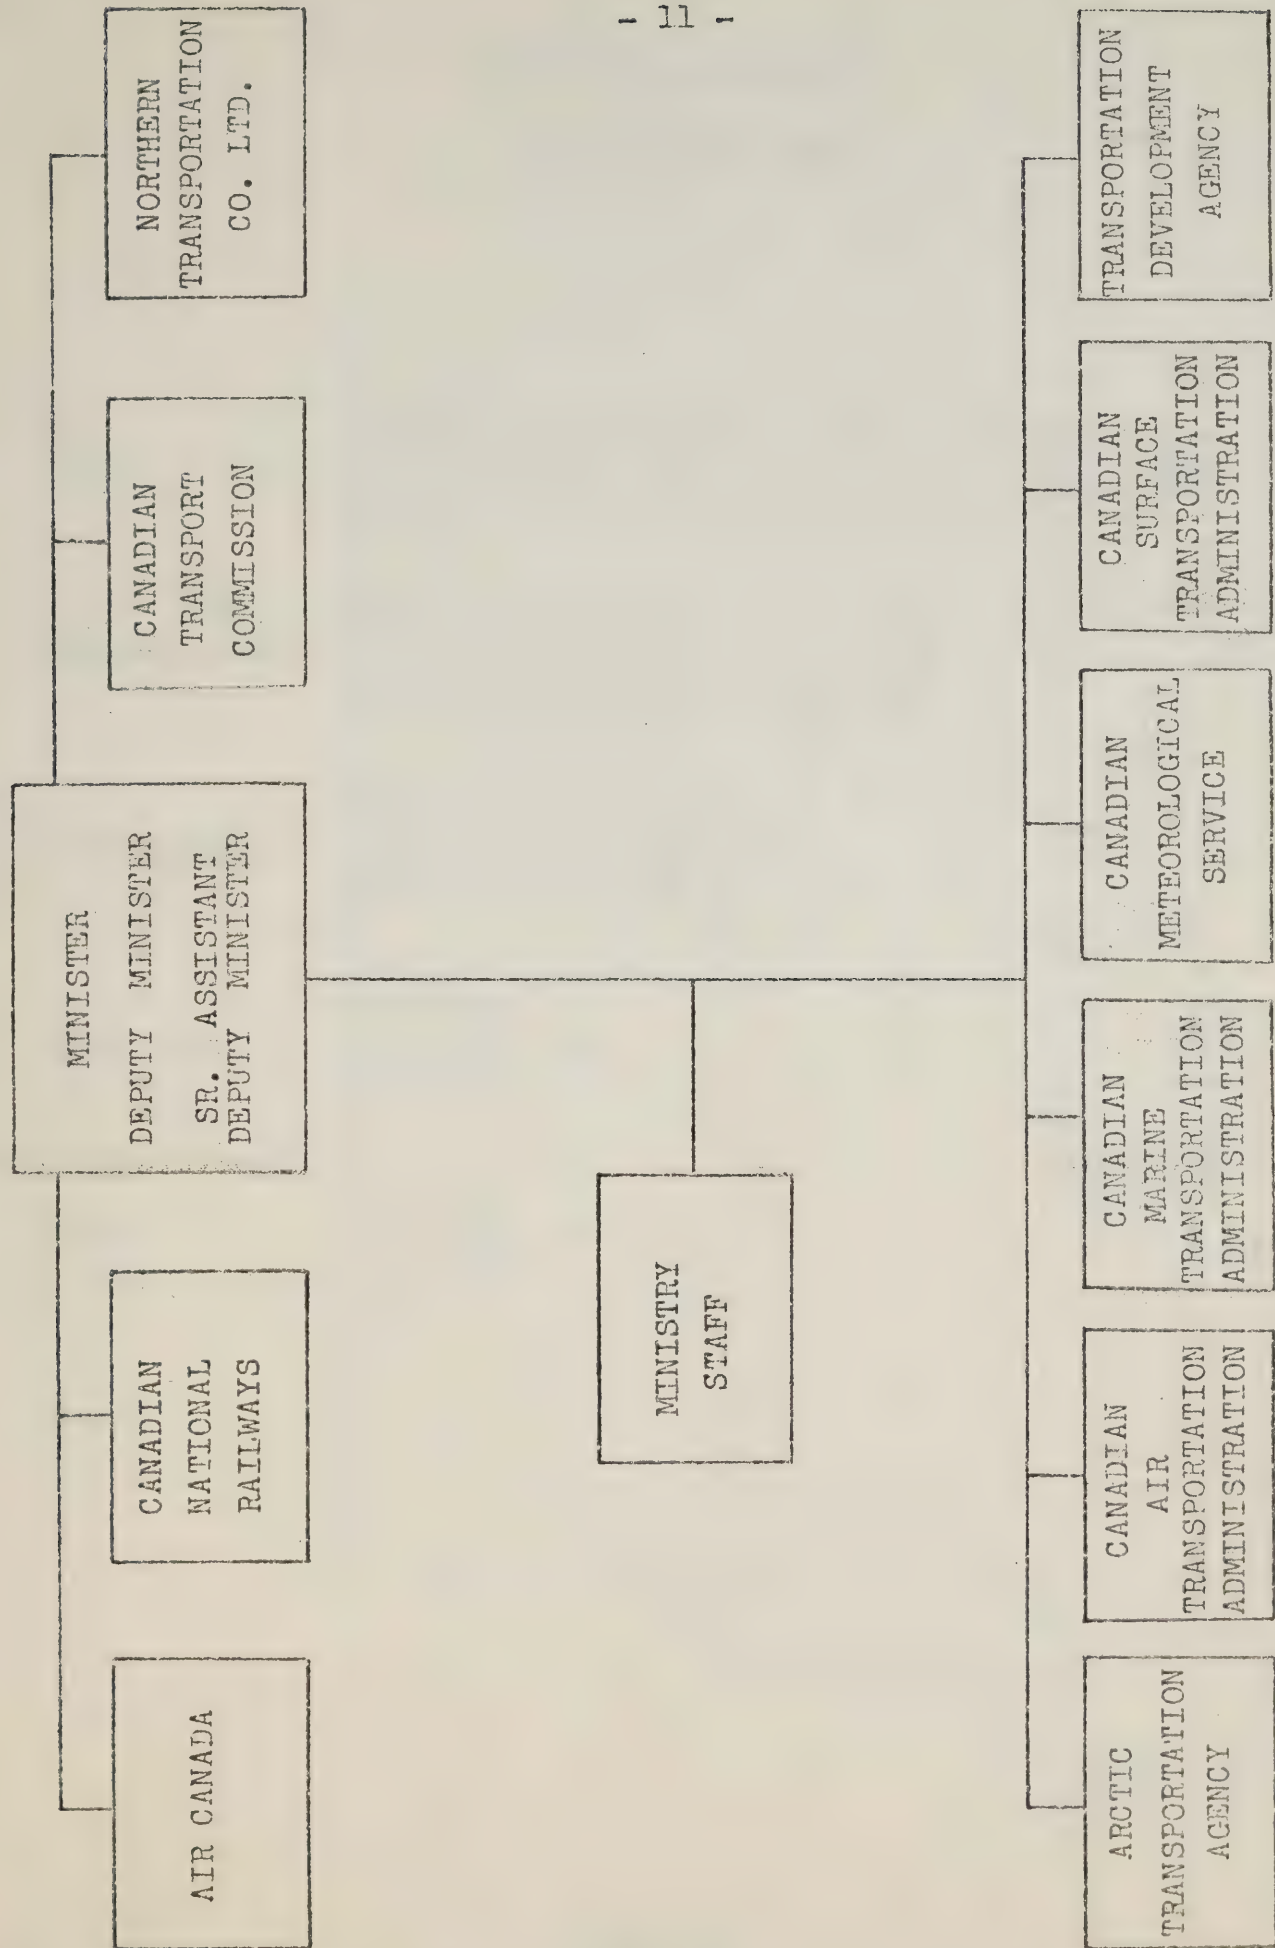 - 11 -
MINISTER
DEPUTY MINISTER
SR. ASSISTANT
DEPUTY MINISTER
AIR CANADA
CANADIAN
NATIONAL
RAILWAYS
CANADIAN
TRANSPORT
COMMISSION
NORTHERN
TRANSPORTATION
CO. LTD.
MINISTRY
STAFF
ARCTIC
TRANSPORTATION
AGENCY
CANADIAN
AIR
TRANSPORTATION
ADMINISTRATION
CANADIAN
MARINE
TRANSPORTATION
ADMINISTRATION
CANADIAN
METEOROLOGICAL
SERVICE
CANADIAN
SURFACE
TRANSPORTATION
ADMINISTRATION
TRANSPORTATION
DEVELOPMENT
AGENCY